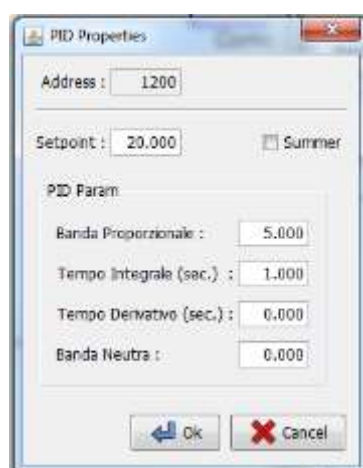 PID Properties
Address : 1200
Setpoint : 20.000 Summer
PID Param
Banda Proporzionale : 5.000
Tempo Integrale (sec.) : 1.000
Tempo Derivativo (sec.) : 0.000
Banda Neutra : 0.000
Ok Cancel